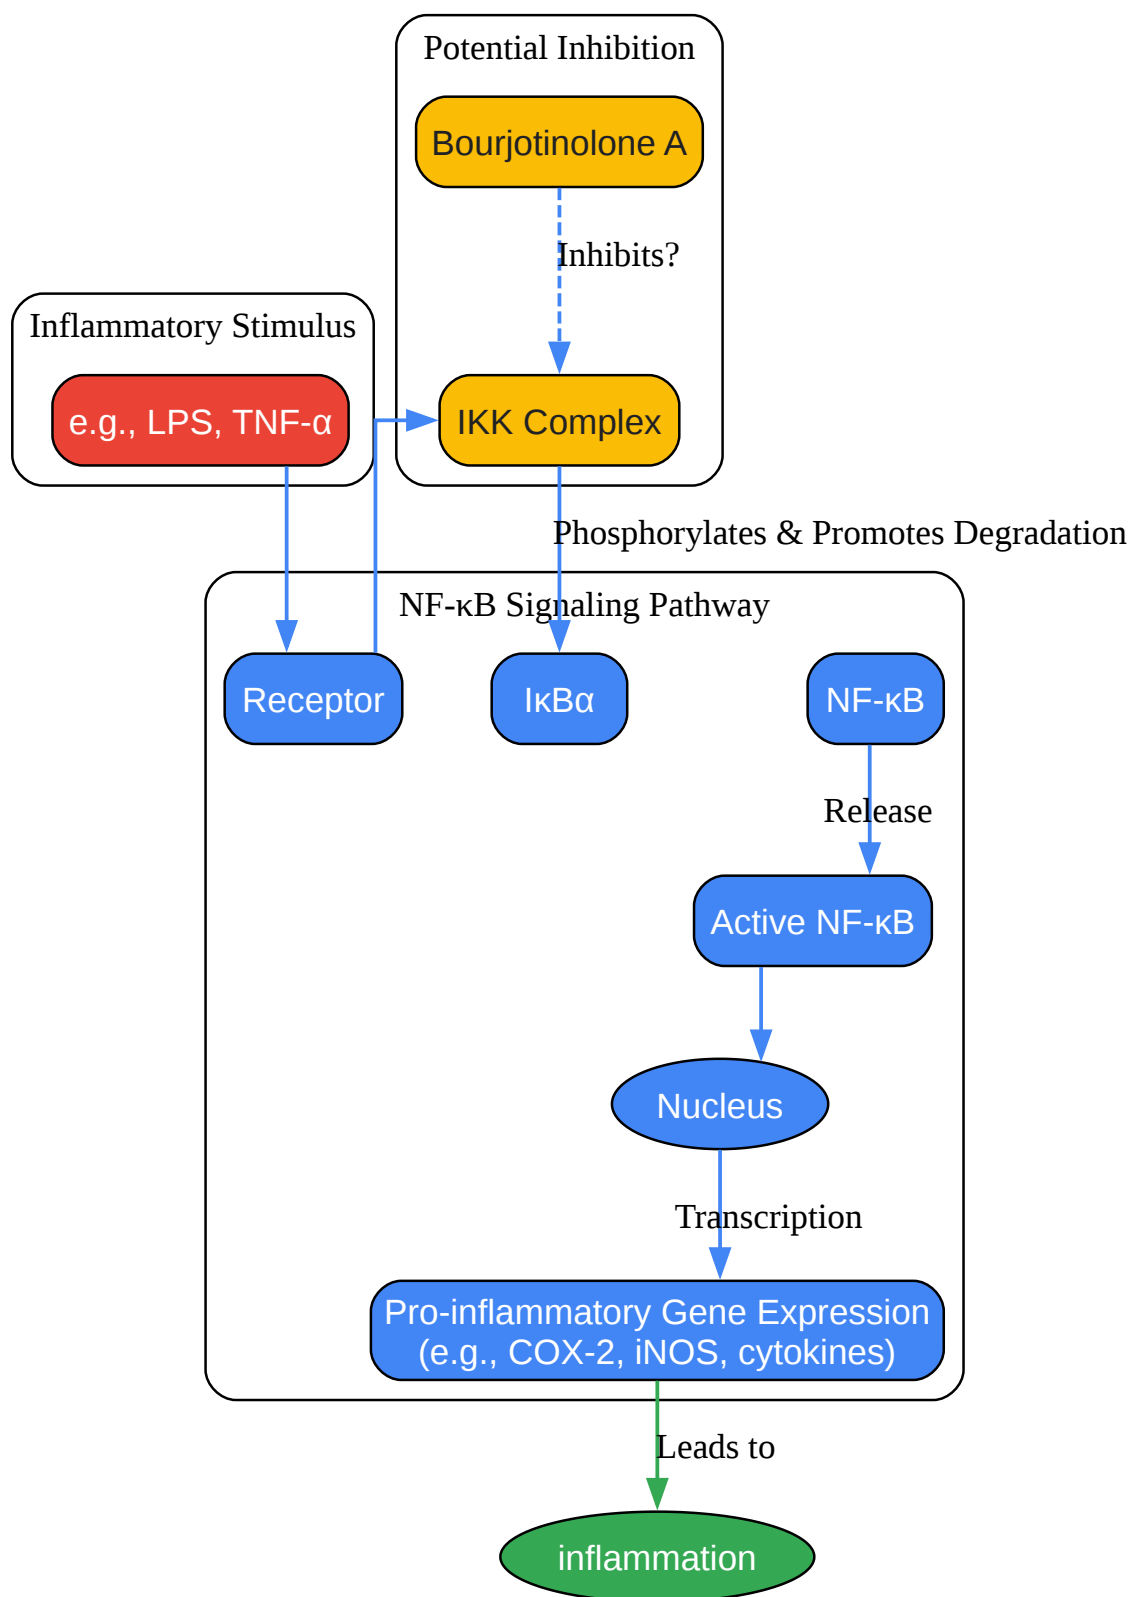 Potential Inhibition
Bourjotinolone A
Inhibits?
Inflammatory Stimulus
e.g., LPS, TNF-α
IKK Complex
Phosphorylates & Promotes Degradation
NF-κB Signaling Pathway
Receptor
IκBα
NF-κB
Release
Active NF-κB
Nucleus
Transcription
Pro-inflammatory Gene Expression
(e.g., COX-2, iNOS, cytokines)
Leads to
inflammation